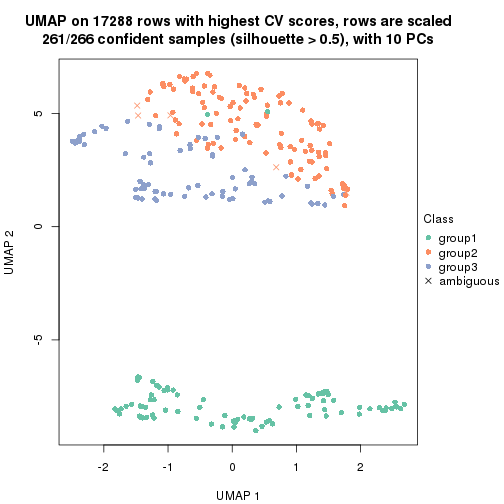 UMAP on 17288 rows with highest CV scores, rows are scaled
261/266 confident samples (silhouette > 0.5), with 10 PCs
5
0
-5
UMAP 2
-2
-1
0
1
2
UMAP 1
Class
group1
group2
group3
ambiguous